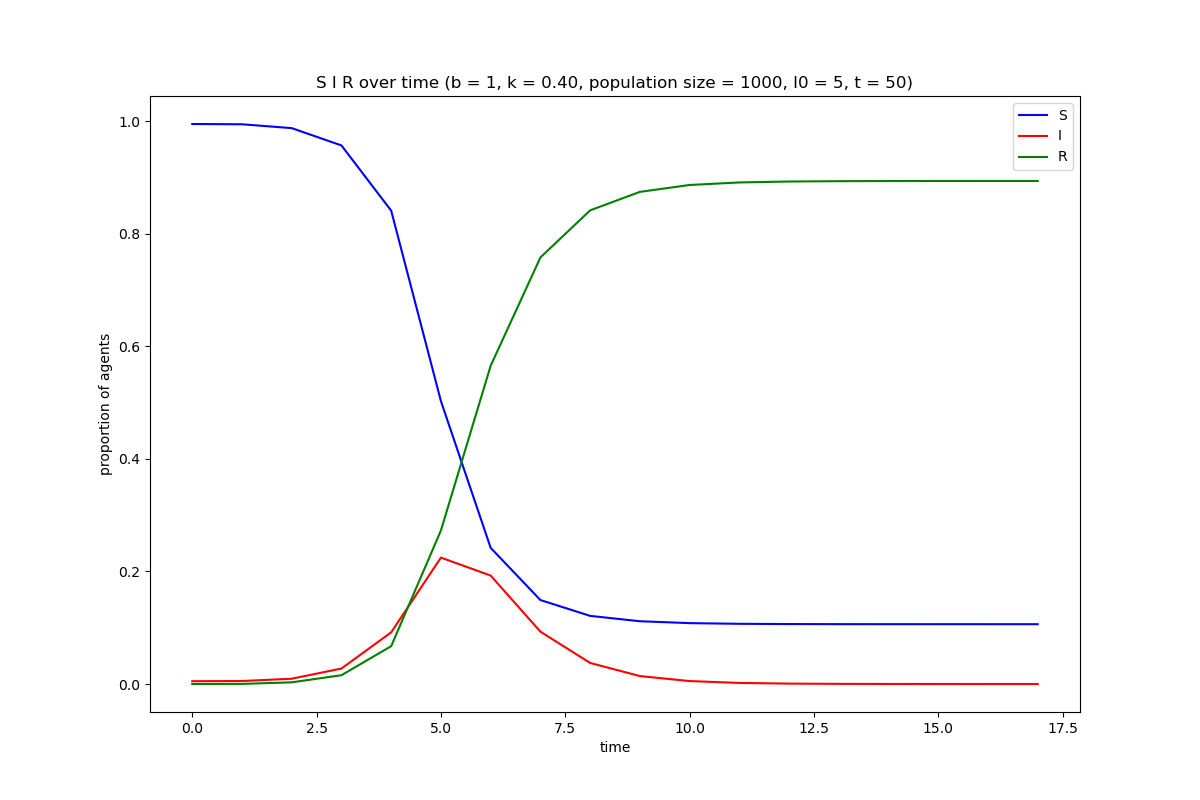 S I R over time (b = 1, k = 0.40, population size = 1000, I0 = 5, t = 50)
S
I
R
1.0
0.8
0.6
0.4
0.2
0.0
proportion of agents
0.0 2.5 5.0 7.5 10.0 12.5 15.0 17.5
time